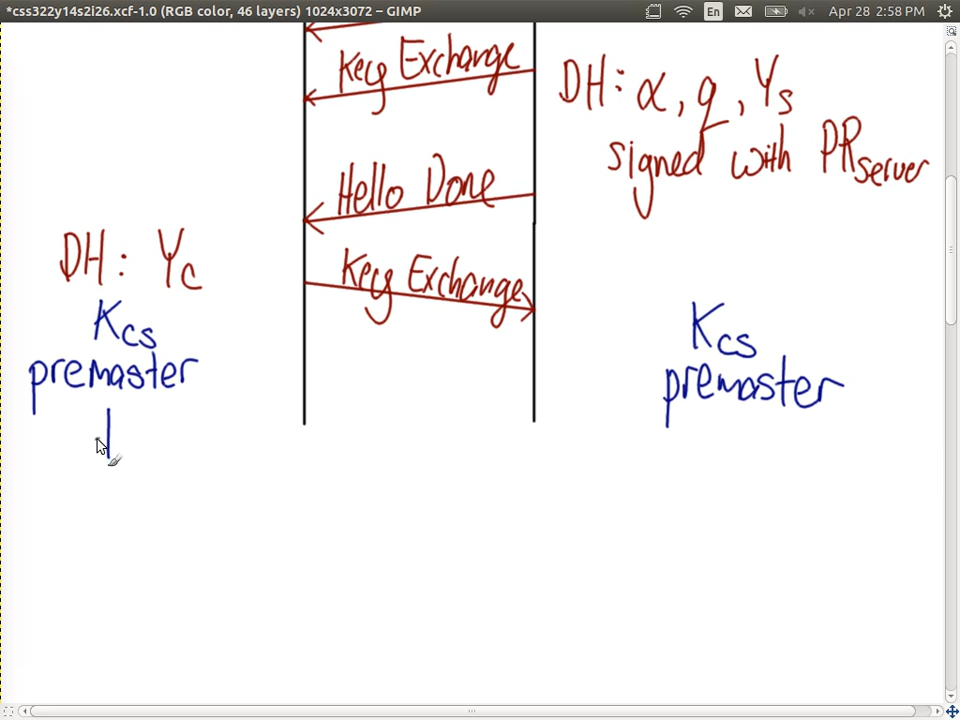 *css322y14s2i26.xcf-1.0 (RGB color, 46 layers) 1024x3072 – GIMP
En
Apr 28 2:58 PM
Key Exchange
DH: α, q, Ys
signed with PRserver
Hello Done
DH: Yc
Key Exchange
Kcs
premaster
Kcs
premaster